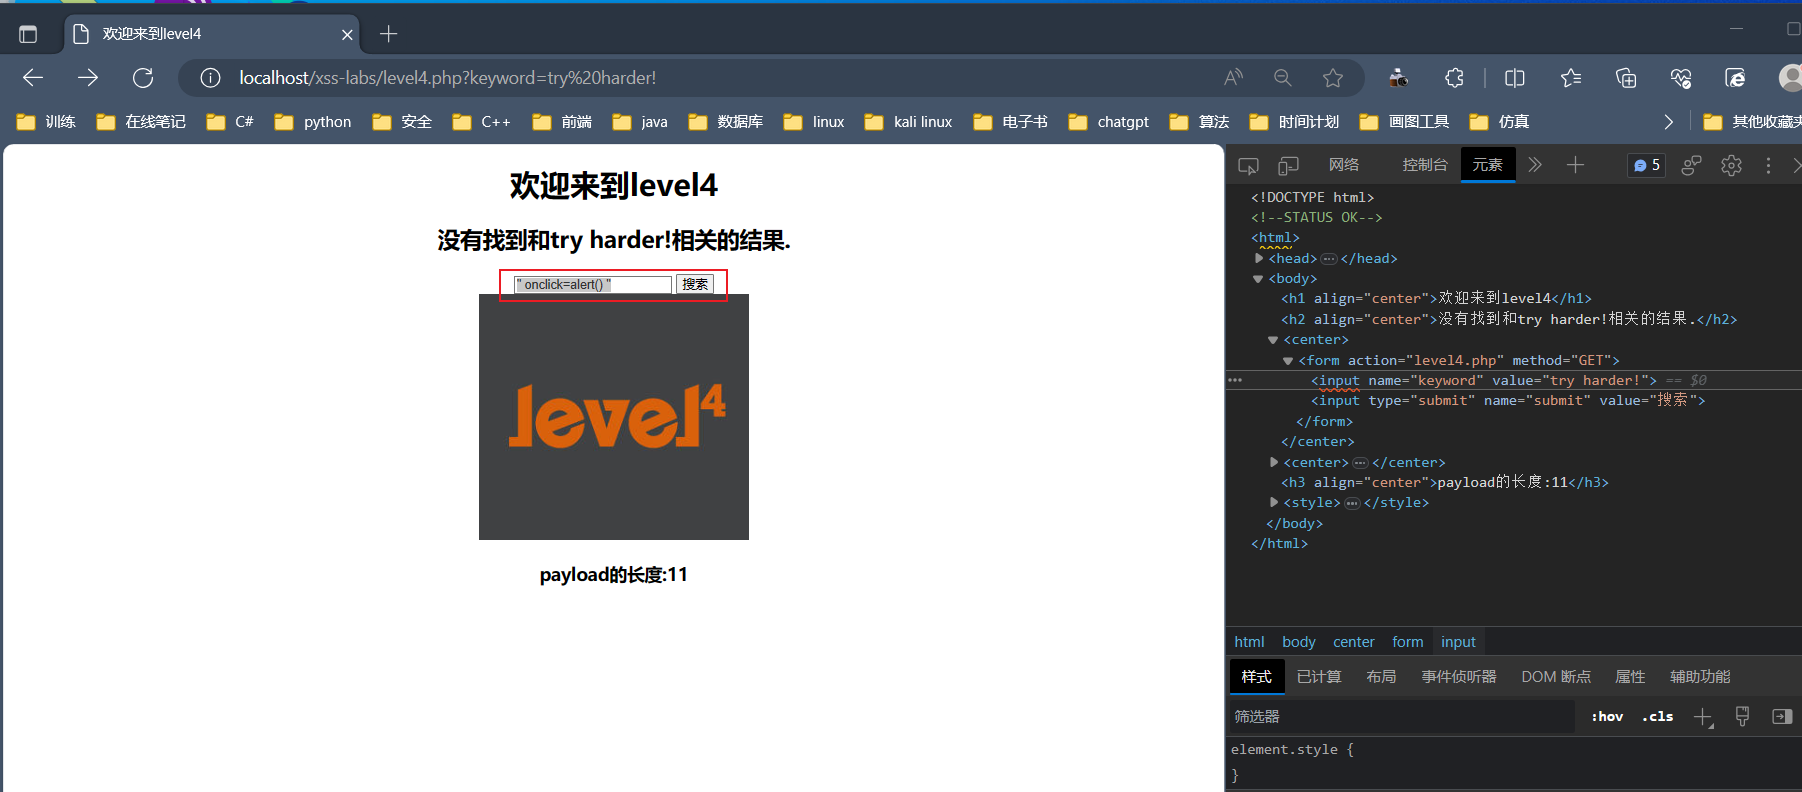 欢迎来到level4
localhost/xss-labs/level4.php?keyword=try%20harder!
训练 在线笔记 C# python 安全 C++ 前端 java 数据库 linux kali linux 电子书 chatgpt 算法 时间计划 画图工具 仿真 其他收藏夹
欢迎来到level4
没有找到和try harder!相关的结果.
" onclick=alert() " 搜索
level4
payload的长度:11
网络 控制台 元素 5
<!DOCTYPE html>
<!--STATUS OK-->
<html>
<head>…</head>
<body>
<h1 align="center">欢迎来到level4</h1>
<h2 align="center">没有找到和try harder!相关的结果.</h2>
<center>
<form action="level4.php" method="GET">
<input name="keyword" value="try harder!"> == $0
<input type="submit" name="submit" value="搜索">
</form>
</center>
<center>…</center>
<h3 align="center">payload的长度:11</h3>
<style>…</style>
</body>
</html>
html body center form input
样式 已计算 布局 事件侦听器 DOM 断点 属性 辅助功能
筛选器 :hov .cls
element.style {
}